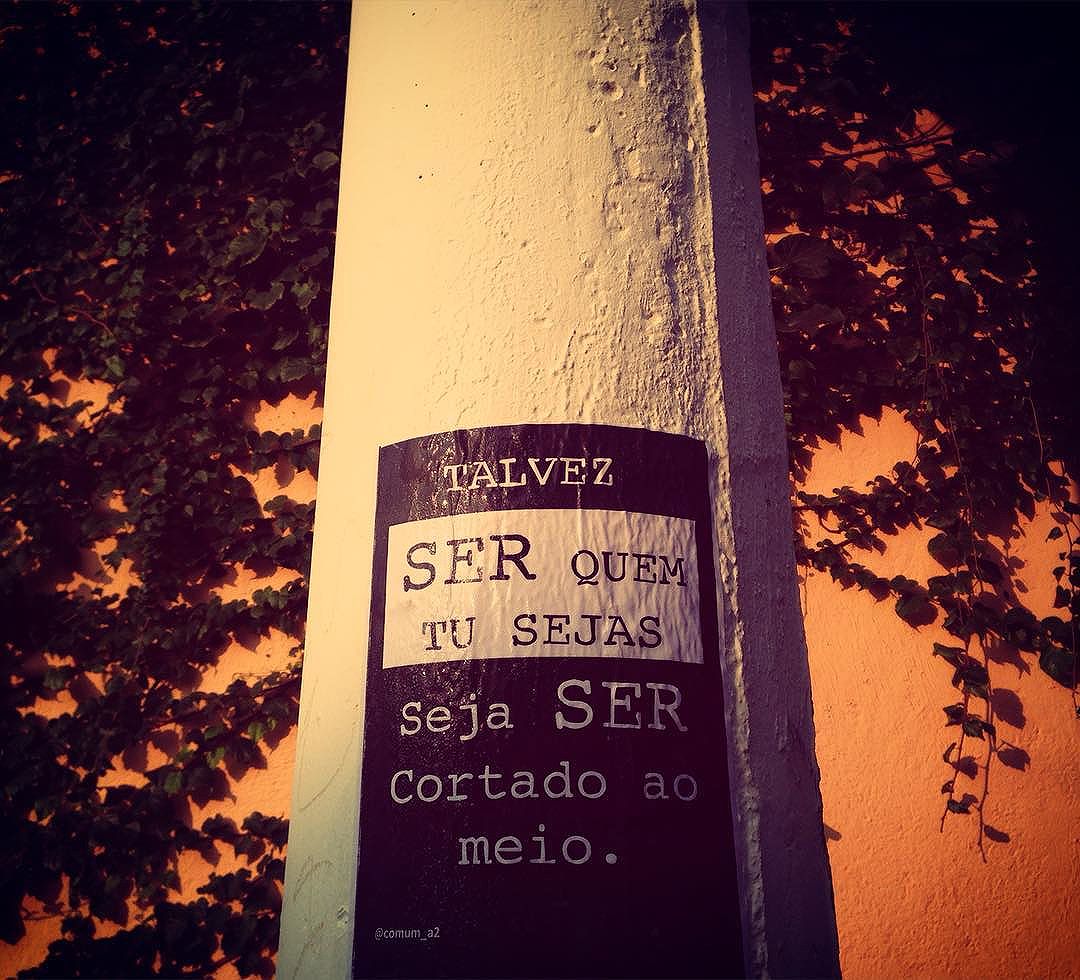 TALVEZ
SER QUEM
TU SEJAS
Seja SER
Cortado ao
meio.
@comum_a2